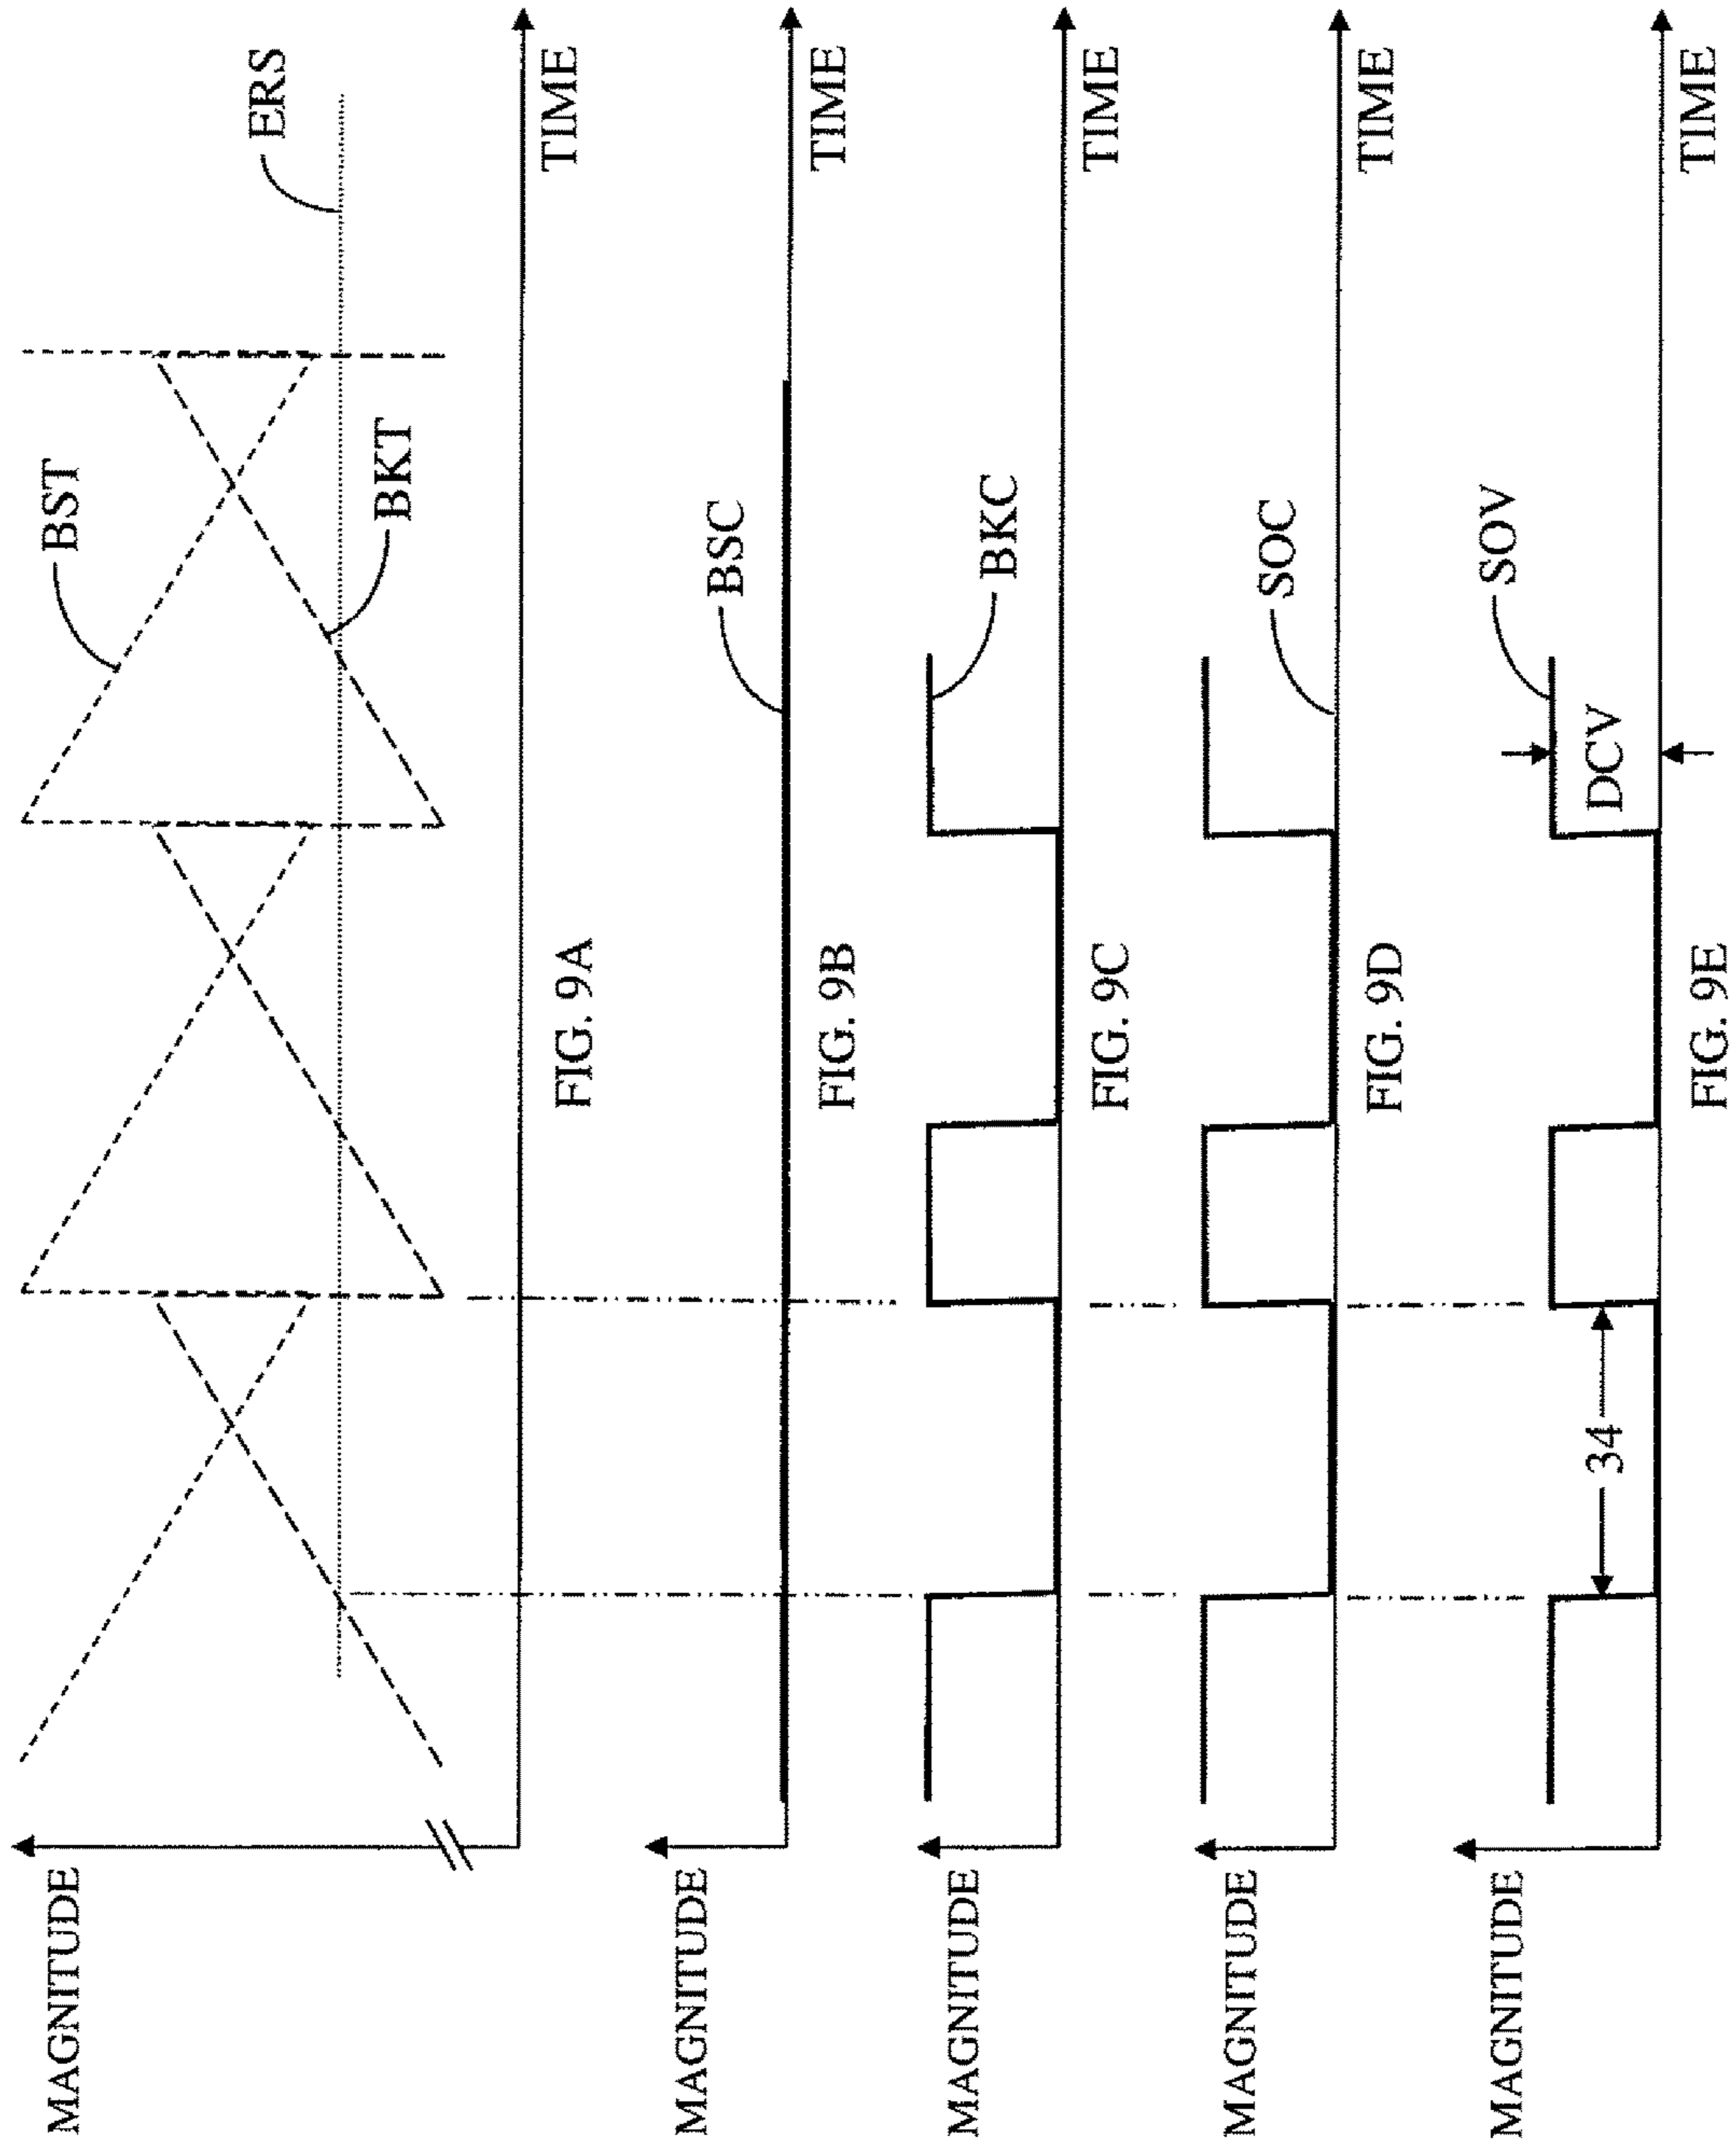 MAGNITUDE
BST
ERS
BKT
TIME
FIG. 9A
MAGNITUDE
BSC
TIME
FIG. 9B
MAGNITUDE
BKC
TIME
FIG. 9C
MAGNITUDE
SOC
TIME
FIG. 9D
MAGNITUDE
SOV
DCV
34
TIME
FIG. 9E